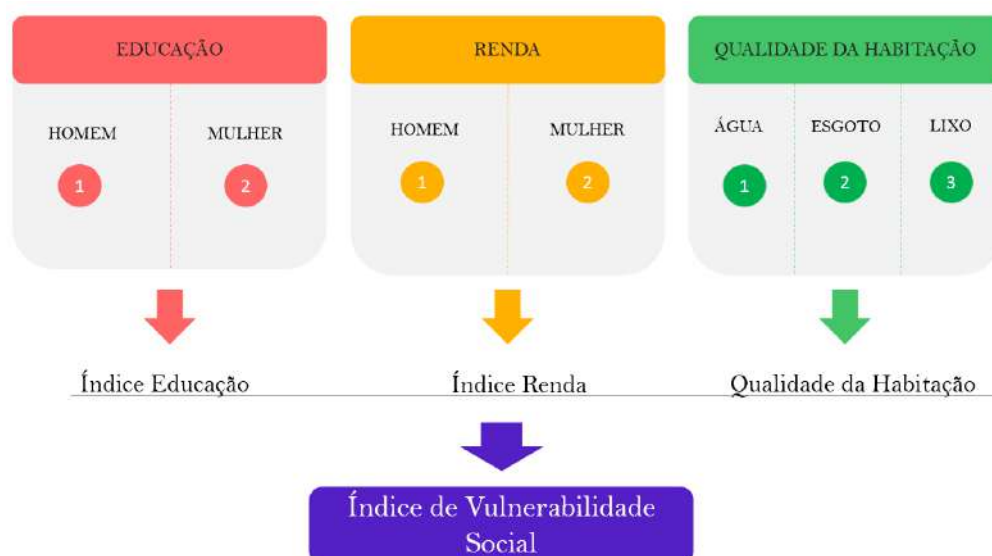 EDUCAÇÃO
HOMEM
MULHER
1
2
RENDA
HOMEM
MULHER
1
2
QUALIDADE DA HABITAÇÃO
ÁGUA
ESGOTO
LIXO
1
2
3
Índice Educação
Índice Renda
Qualidade da Habitação
Índice de Vulnerabilidade
Social